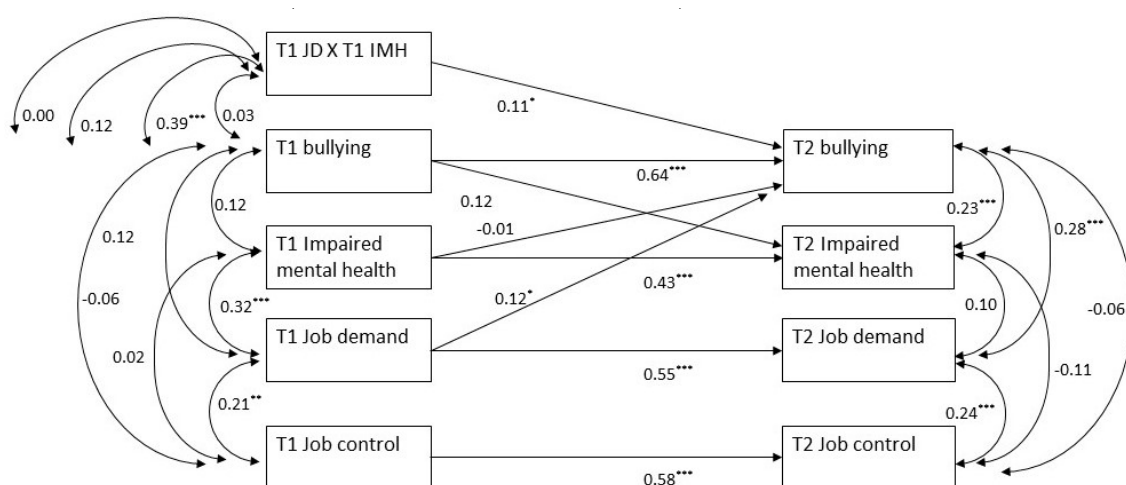 T1 JD X T1 IMH
0.00
0.12
0.39***
0.03
0.11*
T1 bullying
T2 bullying
0.64***
0.12
0.12
0.23***
0.12
-0.01
0.28***
T1 Impaired
mental health
T2 Impaired
mental health
0.43***
-0.06
0.32***
0.12*
0.10
-0.06
T1 Job demand
T2 Job demand
0.02
0.55***
-0.11
0.21**
0.24***
T1 Job control
T2 Job control
0.58***